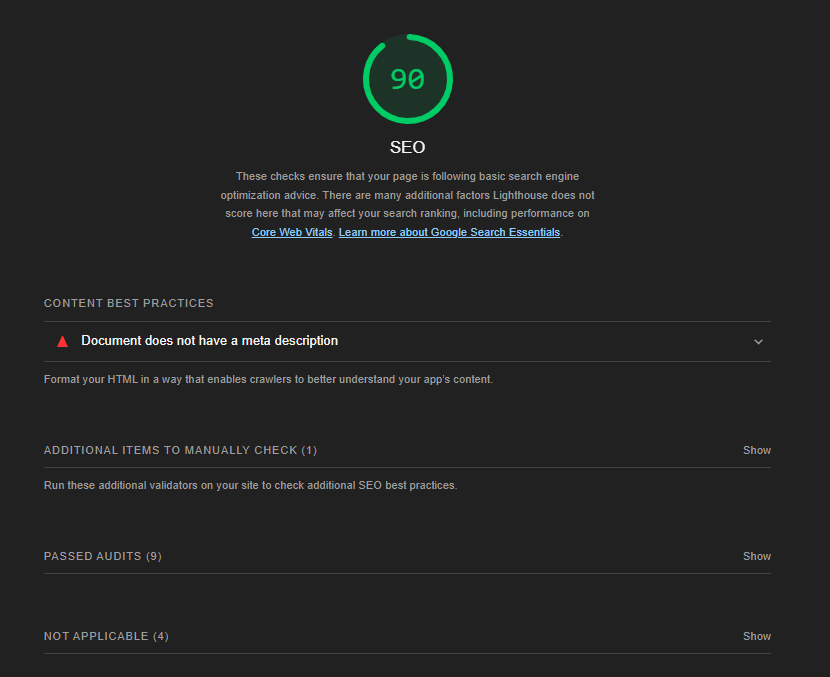 90
SEO
These checks ensure that your page is following basic search engine
optimization advice. There are many additional factors Lighthouse does not
score here that may affect your search ranking, including performance on
Core Web Vitals. Learn more about Google Search Essentials.
CONTENT BEST PRACTICES
Document does not have a meta description
Format your HTML in a way that enables crawlers to better understand your app's content.
ADDITIONAL ITEMS TO MANUALLY CHECK (1) Show
Run these additional validators on your site to check additional SEO best practices.
PASSED AUDITS (9) Show
NOT APPLICABLE (4) Show